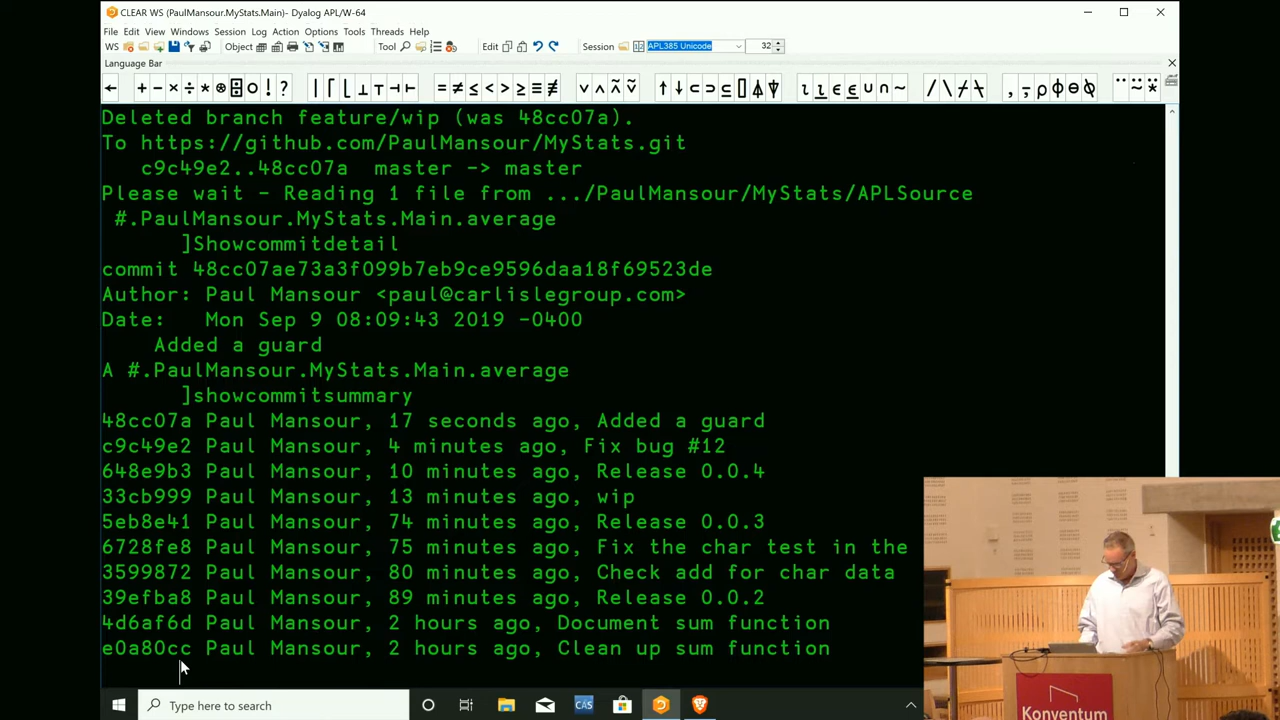 CLEAR WS (PaulMansour.MyStats.Main)- Dyalog APL/W-64
File Edit View Windows Session Log Action Options Tools Threads Help
WS Object Tool Edit Session APL385 Unicode 32
Language Bar
Deleted branch feature/wip (was 48cc07a).
To https://github.com/PaulMansour/MyStats.git
c9c49e2..48cc07a master -> master
Please wait - Reading 1 file from .../PaulMansour/MyStats/APLSource
#.PaulMansour.MyStats.Main.average
]Showcommitdetail
commit 48cc07ae73a3f099b7eb9ce9596daa18f69523de
Author: Paul Mansour <paul@carlislegroup.com>
Date: Mon Sep 9 08:09:43 2019 -0400
Added a guard
A #.PaulMansour.MyStats.Main.average
]showcommitsummary
48cc07a Paul Mansour, 17 seconds ago, Added a guard
c9c49e2 Paul Mansour, 4 minutes ago, Fix bug #12
648e9b3 Paul Mansour, 10 minutes ago, Release 0.0.4
33cb999 Paul Mansour, 13 minutes ago, wip
5eb8e41 Paul Mansour, 74 minutes ago, Release 0.0.3
6728fe8 Paul Mansour, 75 minutes ago, Fix the char test in the
3599872 Paul Mansour, 80 minutes ago, Check add for char data
39efba8 Paul Mansour, 89 minutes ago, Release 0.0.2
4d6af6d Paul Mansour, 2 hours ago, Document sum function
e0a80cc Paul Mansour, 2 hours ago, Clean up sum function
Type here to search
CAS
Konventum